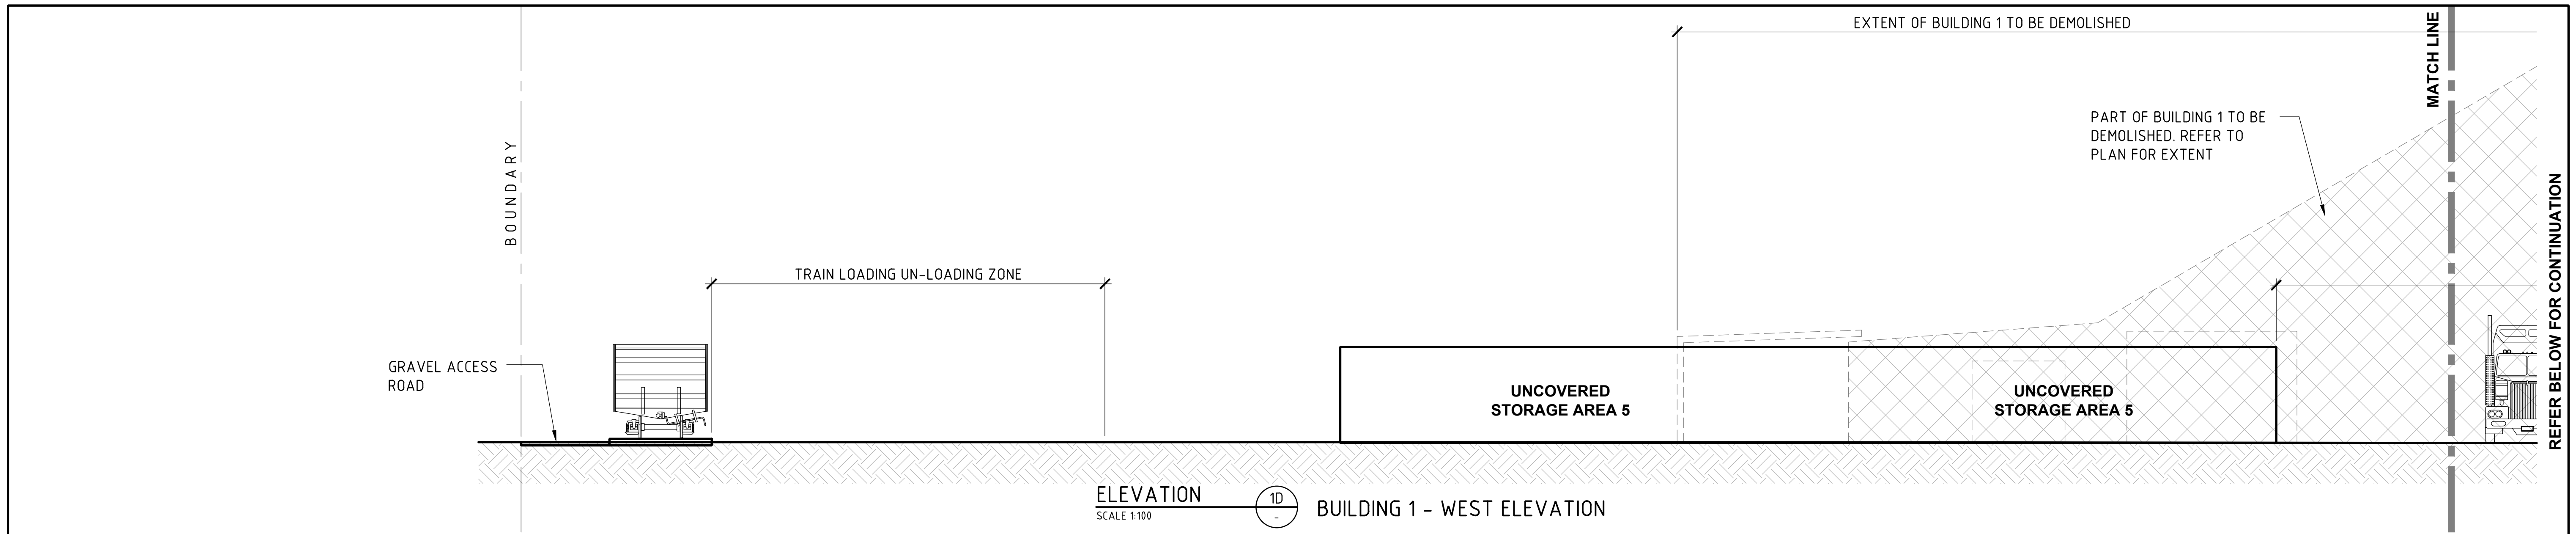 EXTENT OF BUILDING 1 TO BE DEMOLISHED
MATCH LINE
PART OF BUILDING 1 TO BE
DEMOLISHED. REFER TO
PLAN FOR EXTENT
BOUNDARY
REFER BELOW FOR CONTINUATION
TRAIN LOADING UN-LOADING ZONE
GRAVEL ACCESS
ROAD
UNCOVERED
STORAGE AREA 5
UNCOVERED
STORAGE AREA 5
ELEVATION
SCALE 1:100
1D
-
BUILDING 1 - WEST ELEVATION